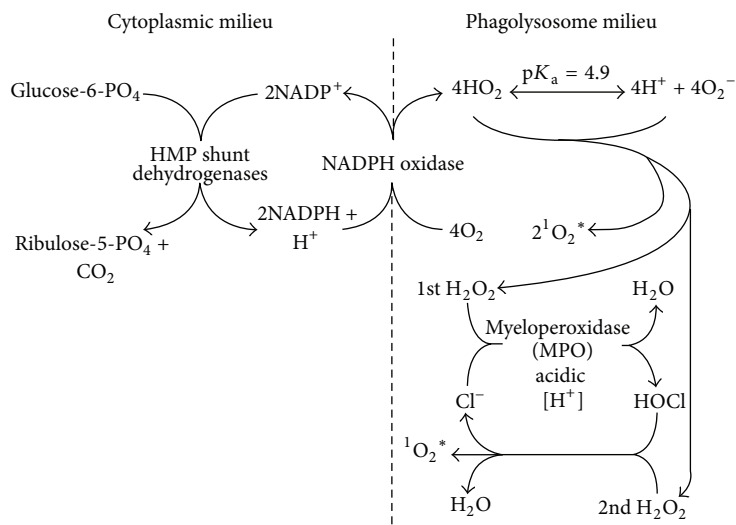 Cytoplasmic milieu
Phagolysosome milieu
Glucose-6-PO₄
2NADP⁺
4HO₂
pKₐ = 4.9
4H⁺ + 4O₂⁻
HMP shunt
dehydrogenases
NADPH oxidase
Ribulose-5-PO₄ +
CO₂
2NADPH +
H⁺
4O₂
2¹O₂*
1st H₂O₂
H₂O
Myeloperoxidase
(MPO)
acidic
[H⁺]
Cl⁻
HOCl
¹O₂*
H₂O
2nd H₂O₂